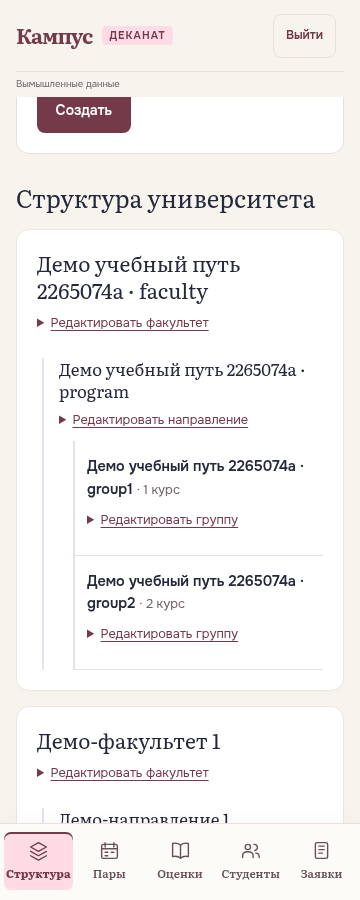 Кампус ДЕКАНАТ Выйти
Вымышленные данные
Создать
Структура университета
Демо учебный путь
2265074a · faculty
Редактировать факультет
Демо учебный путь 2265074a ·
program
Редактировать направление
Демо учебный путь 2265074a ·
group1 · 1 курс
Редактировать группу
Демо учебный путь 2265074a ·
group2 · 2 курс
Редактировать группу
Демо-факультет 1
Редактировать факультет
Демо-направление 1
Структура Пары Оценки Студенты Заявки